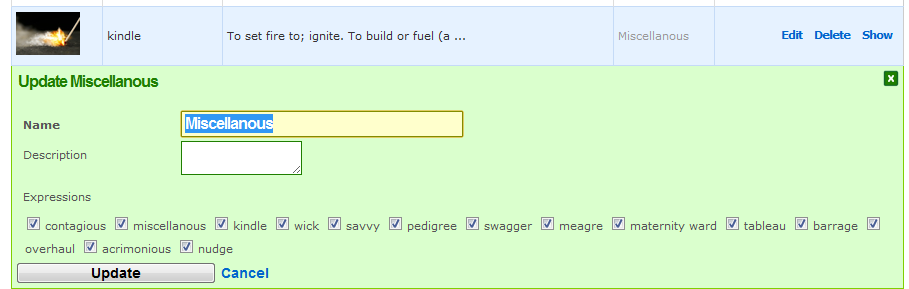 kindle To set fire to; ignite. To build or fuel (a ... Miscellanous Edit Delete Show
Update Miscellanous
x
Name Miscellanous
Description
Expressions
contagious miscellanous kindle wick savvy pedigree swagger meagre maternity ward tableau barrage
overhaul acrimonious nudge
Update Cancel